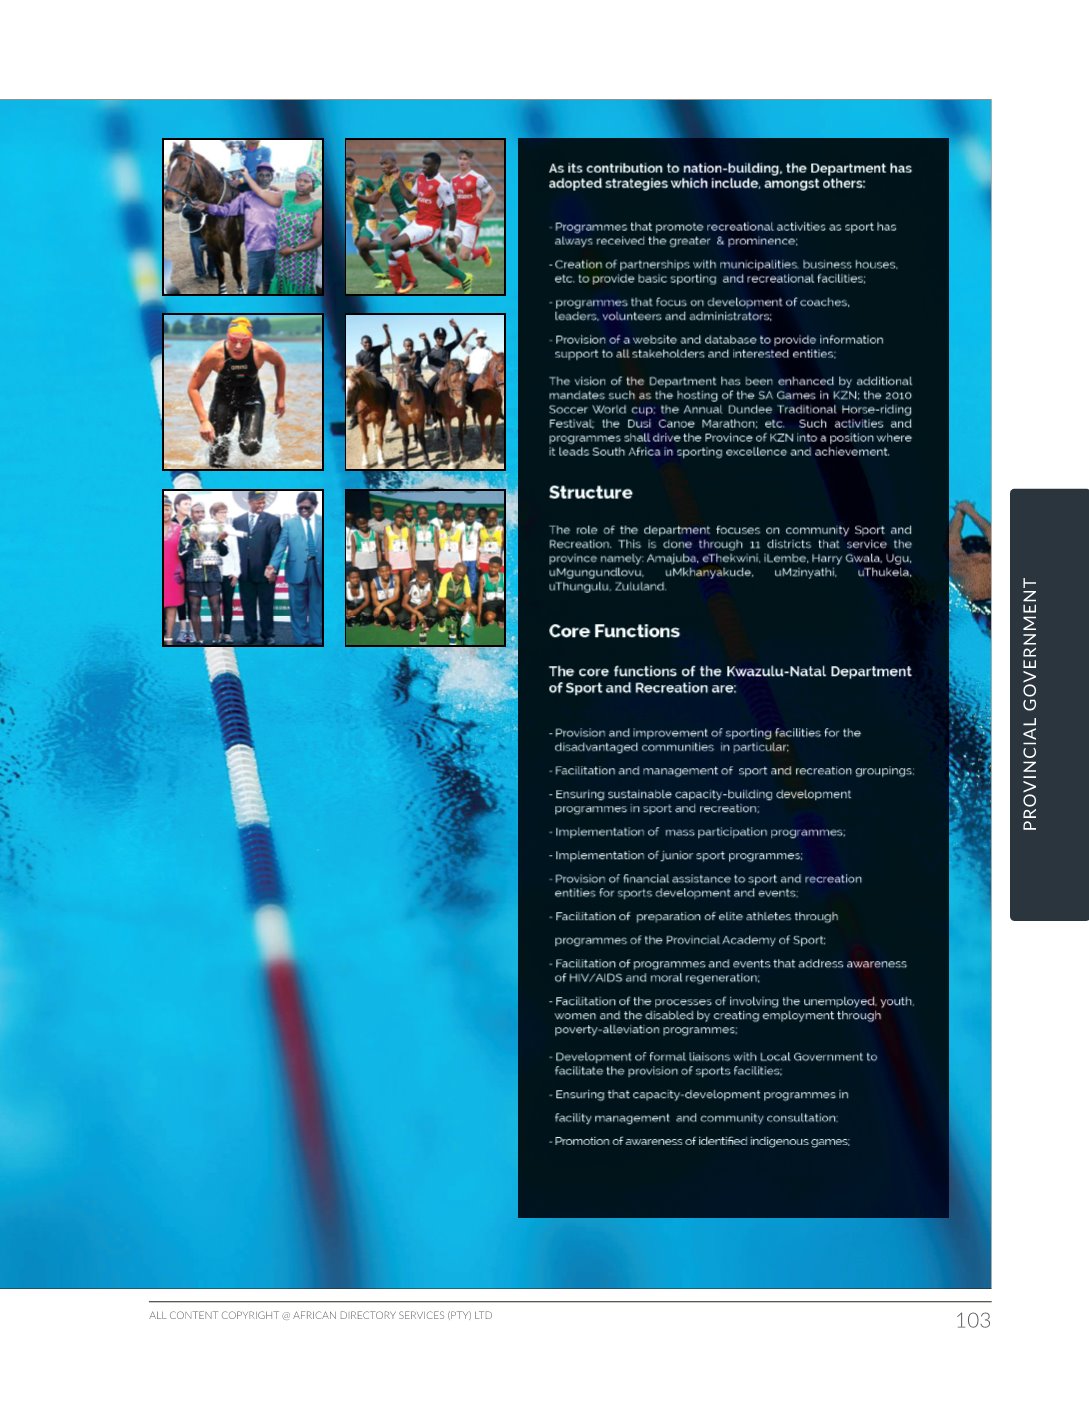 As its contribution to nation-building, the Department has
adopted strategies which include, amongst others:
- Programmes that promote recreational activities as sport has
always received the greater & prominence;
- Creation of partnerships with municipalities, business houses,
etc. to provide basic sporting and recreational facilities;
- programmes that focus on development of coaches,
leaders, volunteers and administrators;
- Provision of a website and database to provide information
support to all stakeholders and interested entities;
The vision of the Department has been enhanced by additional
mandates such as the hosting of the SA Games in KZN; the 2010
Soccer World cup; the Annual Dundee Traditional Horse-riding
Festival; the Dusi Canoe Marathon; etc. Such activities and
programmes shall drive the Province of KZN into a position where
it leads South Africa in sporting excellence and achievement.
Structure
The role of the department focuses on community Sport and
Recreation. This is done through 11 districts that service the
province namely: Amajuba, eThekwini, iLembe, Harry Gwala, Ugu,
uMgungundlovu, uMkhanyakude, uMzinyathi, uThukela,
uThungulu, Zululand.
Core Functions
The core functions of the Kwazulu-Natal Department
of Sport and Recreation are:
- Provision and improvement of sporting facilities for the
disadvantaged communities in particular;
- Facilitation and management of sport and recreation groupings;
- Ensuring sustainable capacity-building development
programmes in sport and recreation;
- Implementation of mass participation programmes;
- Implementation of junior sport programmes;
- Provision of financial assistance to sport and recreation
entities for sports development and events;
- Facilitation of preparation of elite athletes through
programmes of the Provincial Academy of Sport;
- Facilitation of programmes and events that address awareness
of HIV/AIDS and moral regeneration;
- Facilitation of the processes of involving the unemployed, youth,
women and the disabled by creating employment through
poverty-alleviation programmes;
- Development of formal liaisons with Local Government to
facilitate the provision of sports facilities;
- Ensuring that capacity-development programmes in
facility management and community consultation;
- Promotion of awareness of identified indigenous games;
PROVINCIAL GOVERNMENT
ALL CONTENT COPYRIGHT @ AFRICAN DIRECTORY SERVICES (PTY) LTD
103